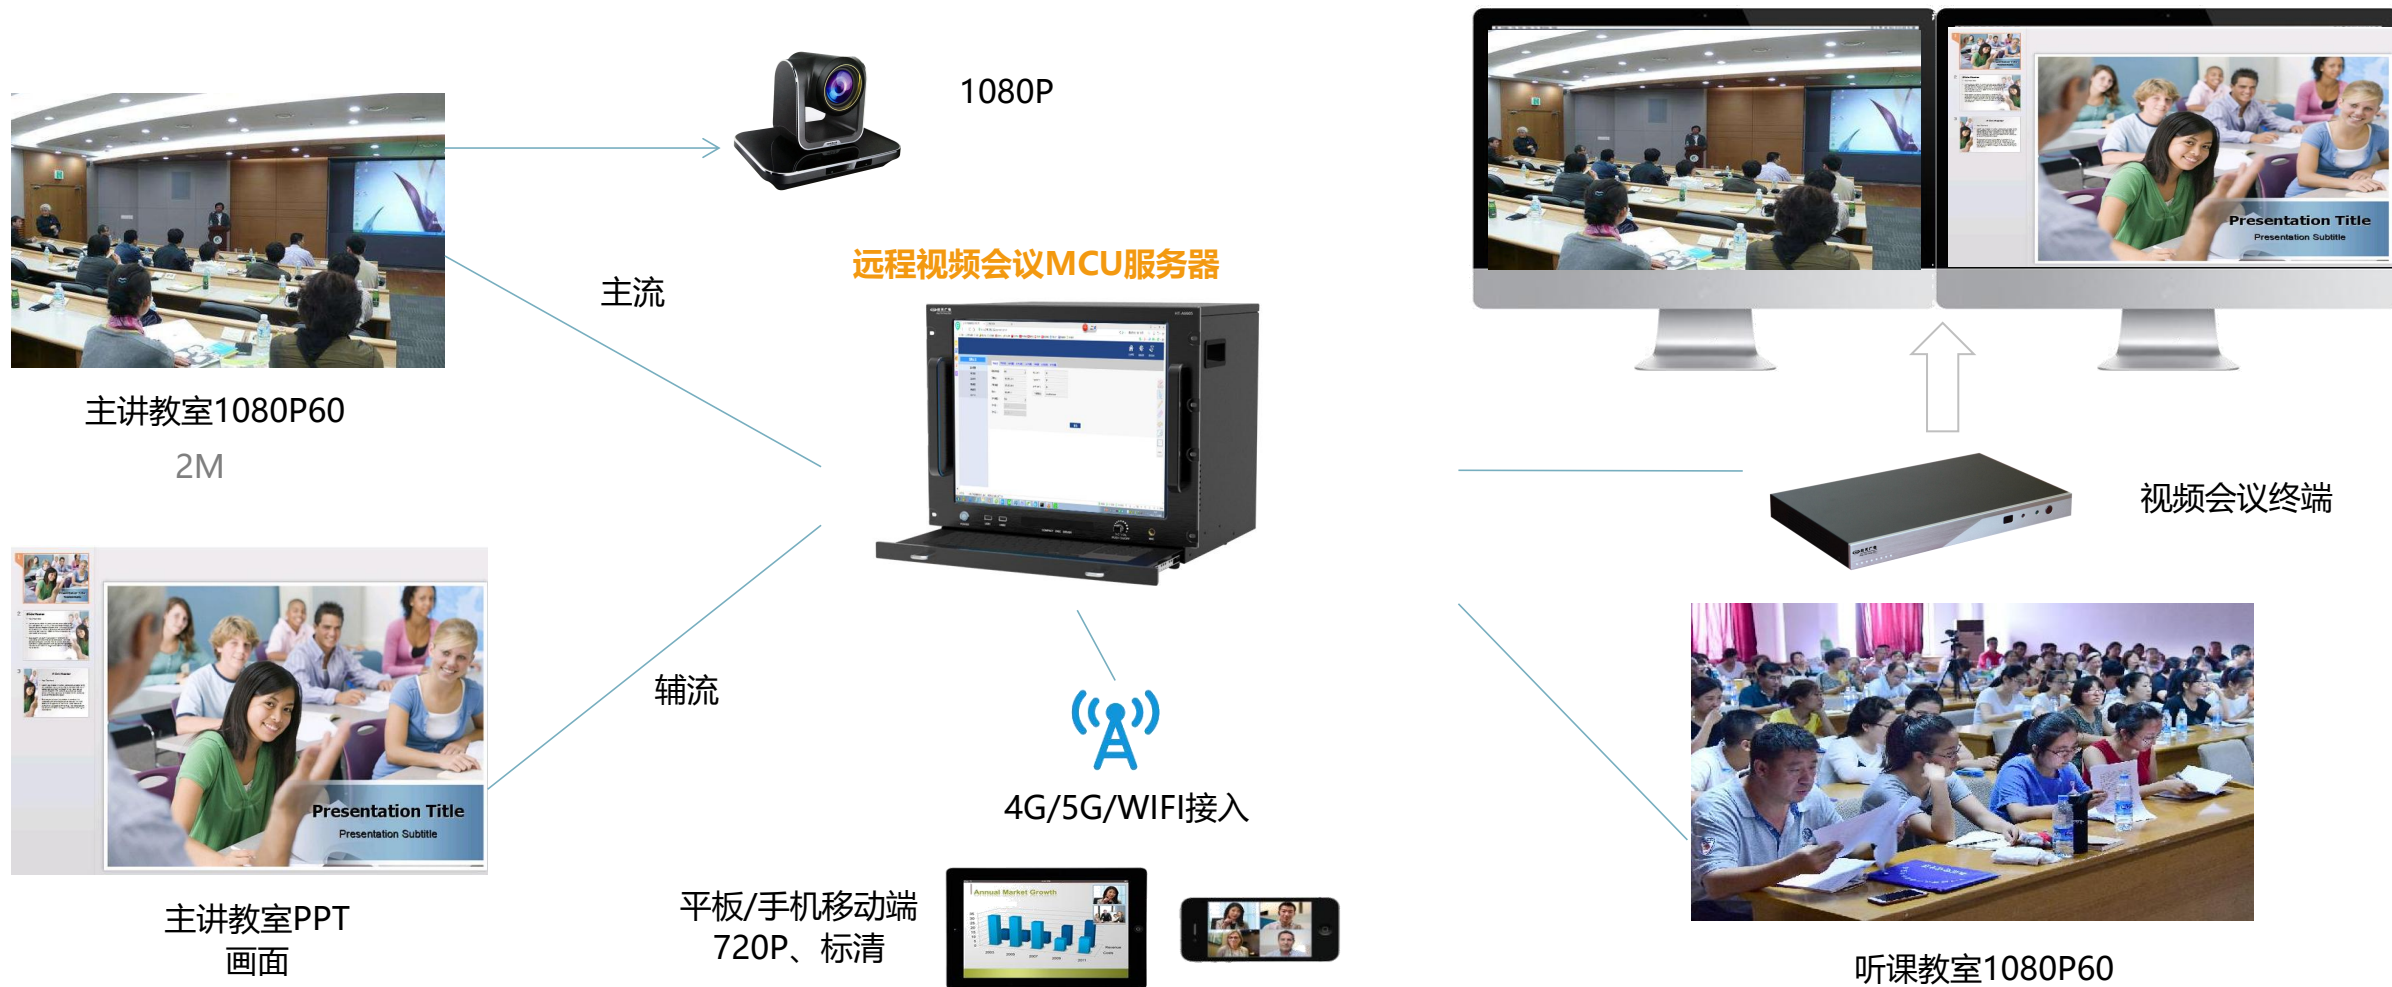 1080P
远程视频会议MCU服务器
主流
主讲教室1080P60
2M
Presentation Title
Presentation Subtitle
视频会议终端
辅流
4G/5G/WIFI接入
Presentation Title
Presentation Subtitle
主讲教室PPT
画面
平板/手机移动端
720P、标清
Annual Market Growth
听课教室1080P60